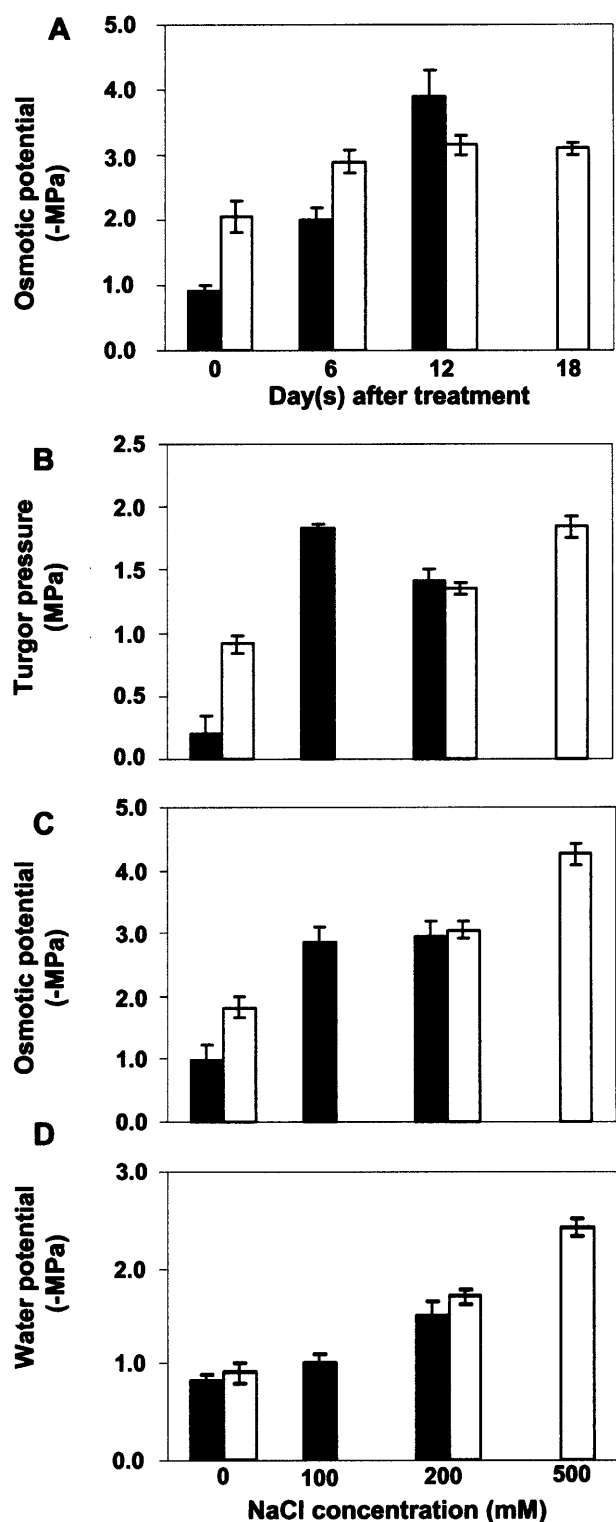 A
Osmotic potential
(-MPa)
5.0
4.0
3.0
2.0
1.0
0.0
0 6 12 18
Day(s) after treatment
B
Turgor pressure
(MPa)
2.5
2.0
1.5
1.0
0.5
0.0
C
Osmotic potential
(-MPa)
5.0
4.0
3.0
2.0
1.0
0.0
D
Water potential
(-MPa)
3.0
2.0
1.0
0.0
0 100 200 500
NaCl concentration (mM)